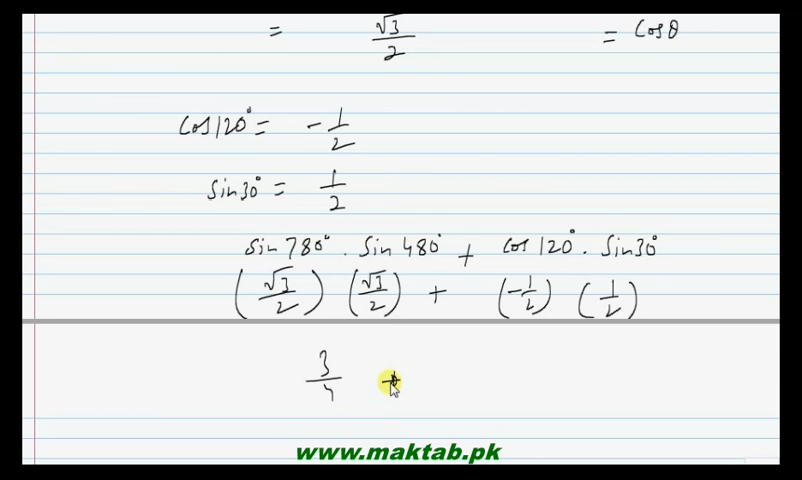 = √3/2 = Cosθ
Cos120° = -1/2
Sin30° = 1/2
Sin780° . Sin480° + Cos120° . Sin30°
(√3/2) (√3/2) + (-1/2) (1/2)
3/4 +
www.maktab.pk